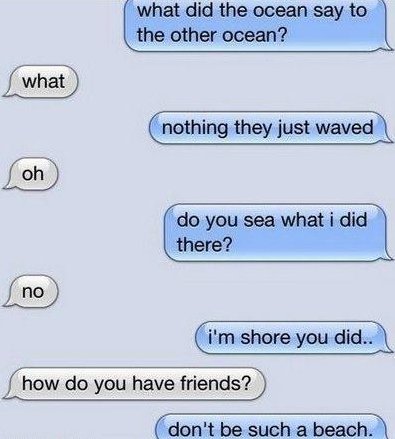 what did the ocean say to
the other ocean?
what
nothing they just waved
oh
do you sea what i did
there?
no
i'm shore you did..
how do you have friends?
don't be such a beach.